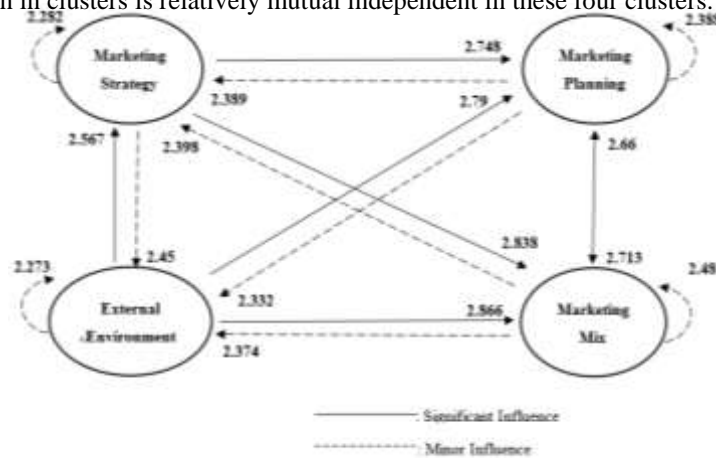 n in clusters is relatively mutual independent in these four clusters.
2.282
2.388
Marketing
Strategy
2.748
Marketing
Planning
2.389
2.79
2.567
2.398
2.66
2.45
2.838
2.713
2.273
2.48
External
Environment
2.332
2.866
Marketing
Mix
2.374
: Significant Influence
: Minor Influence